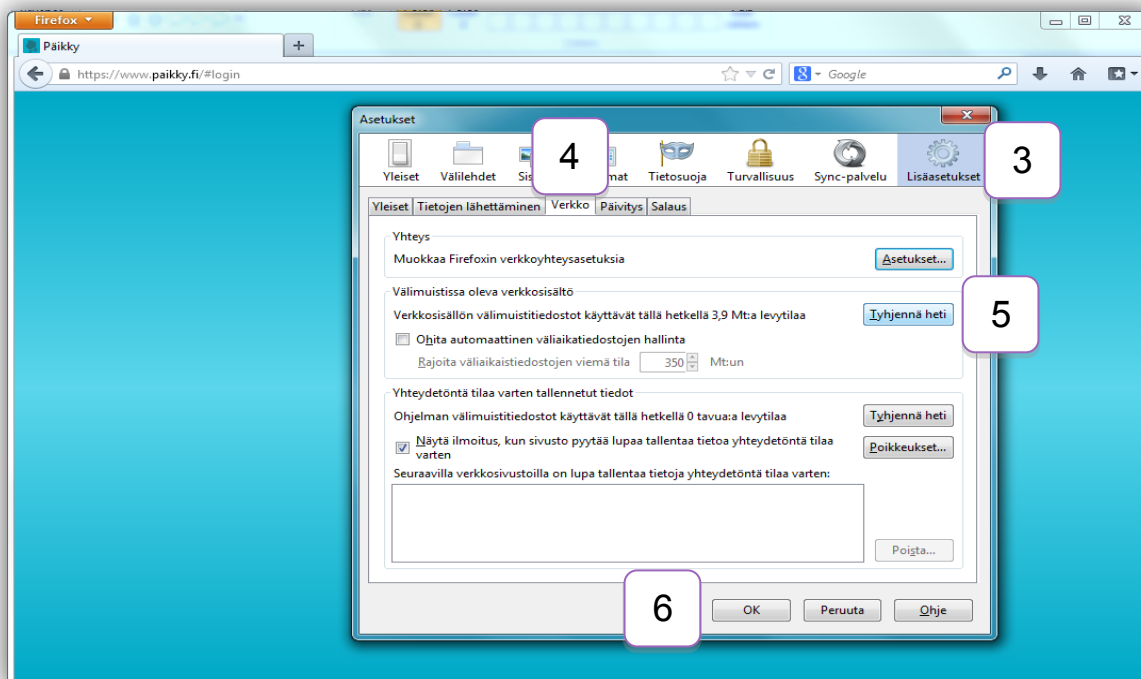 Firefox
Päikky
https://www.paikky.fi/#login
Google
Asetukset
4
3
Yleiset Välilehdet Tietosuoja Turvallisuus Sync-palvelu Lisäasetukset
Yleiset Tietojen lähettäminen Verkko Päivitys Salaus
Yhteys
Muokkaa Firefoxin verkkoyhteysasetuksia Asetukset...
Välimuistissa oleva verkkosisältö
Verkkosisällön välimuistitiedostot käyttävät tällä hetkellä 3,9 Mt:a levytilaa Tyhjennä heti
5
Ohita automaattinen väliaikatiedostojen hallinta
Rajoita väliaikaistiedostojen viemä tila 350 Mt:un
Yhteydetöntä tilaa varten tallennetut tiedot
Ohjelman välimuistitiedostot käyttävät tällä hetkellä 0 tavua:a levytilaa Tyhjennä heti
Näytä ilmoitus, kun sivusto pyytää lupaa tallentaa tietoa yhteydetöntä tilaa
varten
Poikkeukset...
Seuraavilla verkkosivustoilla on lupa tallentaa tietoja yhteydetöntä tilaa varten:
Poista...
6
OK Peruuta Ohje